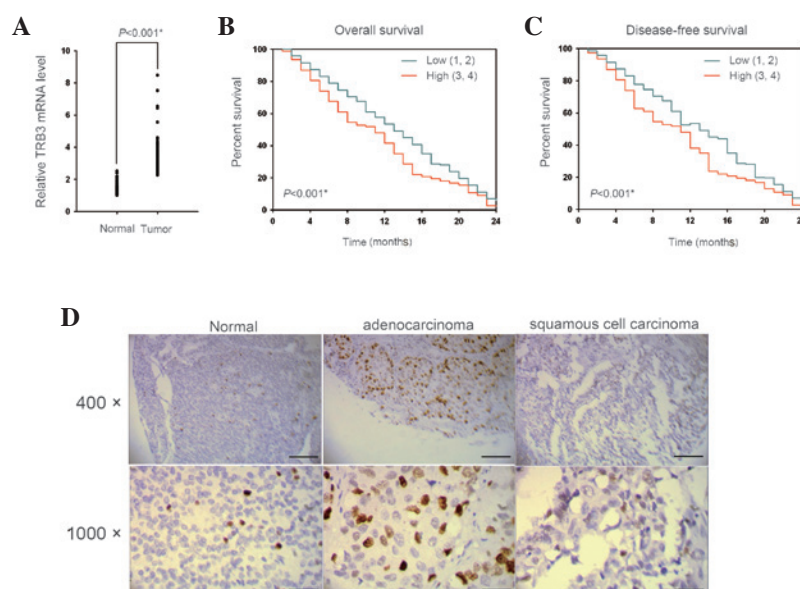 A
P<0.001*
Relative TRB3 mRNA level
10
8
6
4
2
0
Normal Tumor
B
Overall survival
Low (1, 2)
High (3, 4)
Percent survival
100
80
60
40
20
0
P<0.001*
4 8 12 16 20 24
Time (months)
C
Disease-free survival
Low (1, 2)
High (3, 4)
Percent survival
100
80
60
40
20
0
P<0.001*
0 4 8 12 16 20
Time (months)
D
Normal adenocarcinoma squamous cell carcinoma
400 ×
1000 ×